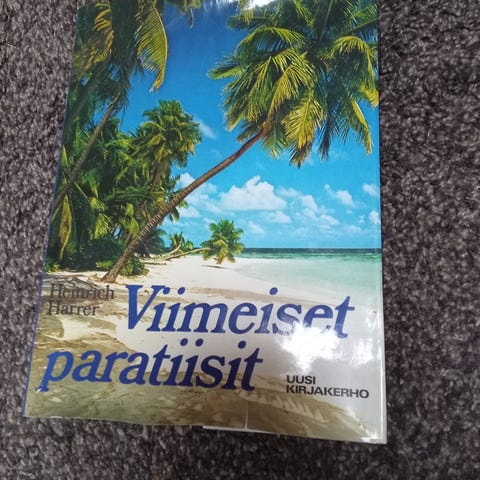 Heinrich
Harrer
Viimeiset
paratiisit
UUSI
KIRJAKERHO